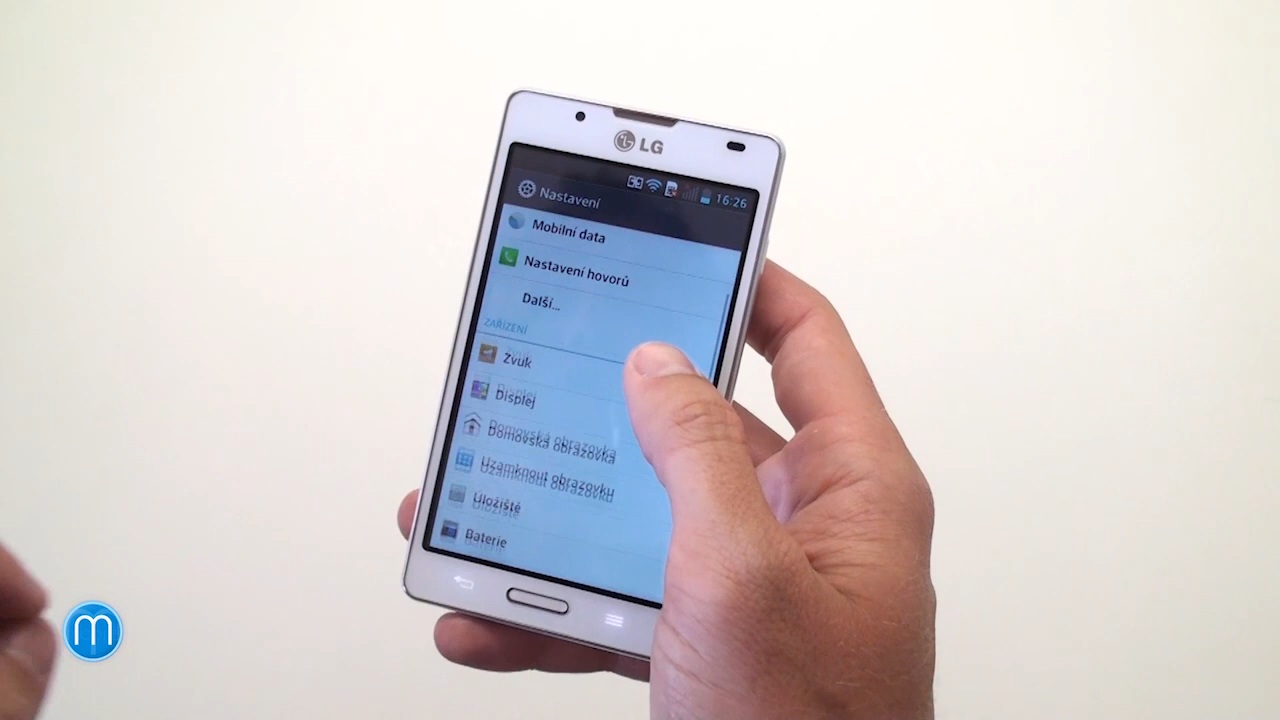 LG
16:26
Nastavení
Mobilní data
Nastavení hovorů
Další...
ZAŘÍZENÍ
Zvuk
Displej
Domovská obrazovka
Uzamknout obrazovku
Úložiště
Baterie
m